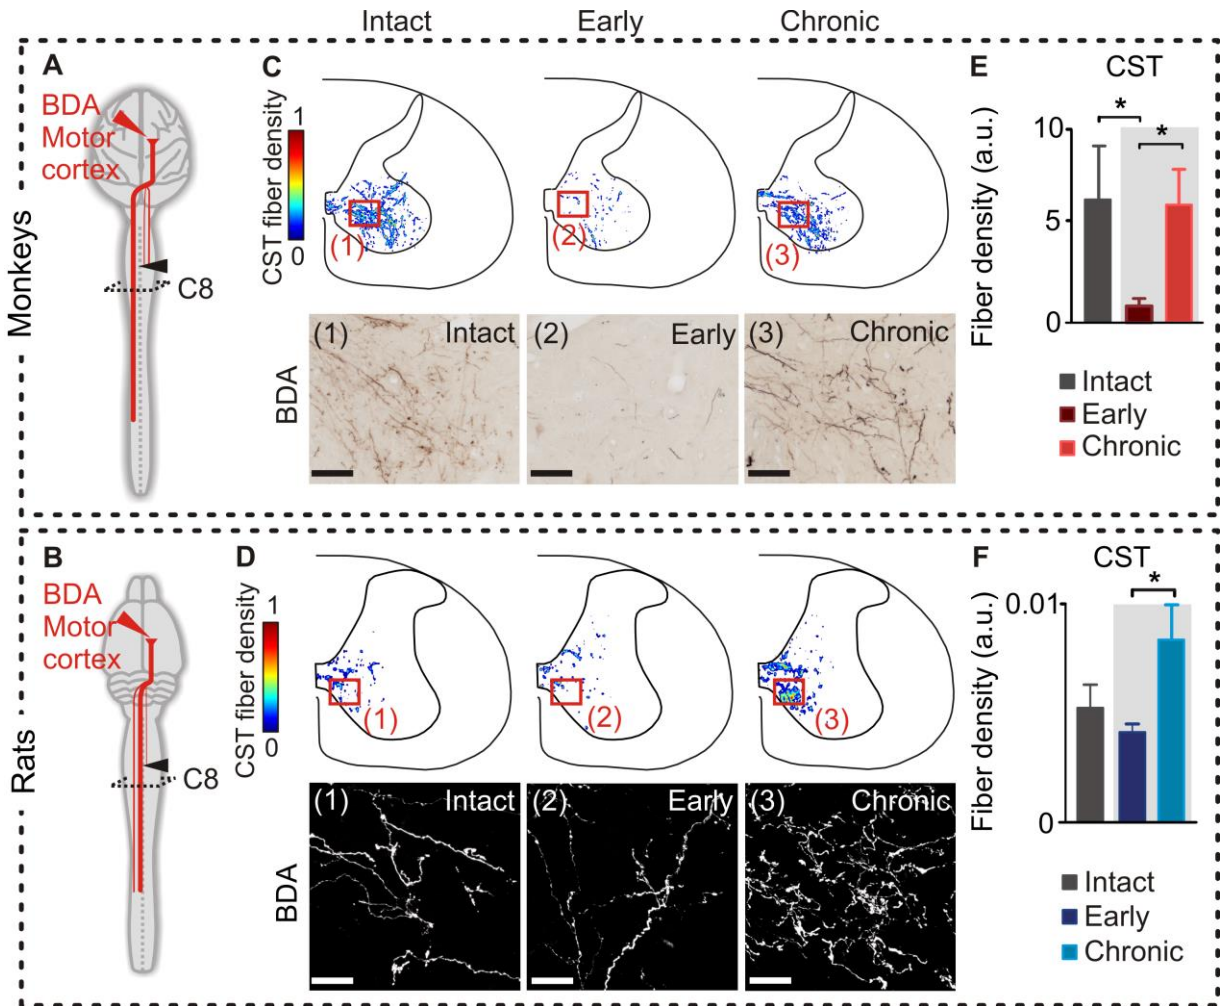 Intact
Early
Chronic
Monkeys
A
BDA
Motor
cortex
C8
C
CST fiber density
1
0
(1)
(2)
(3)
BDA
(1)
Intact
(2)
Early
(3)
Chronic
E
CST
Fiber density (a.u.)
10
5
0
*
*
Intact
Early
Chronic
Rats
B
BDA
Motor
cortex
C8
D
CST fiber density
1
0
(1)
(2)
(3)
BDA
(1)
Intact
(2)
Early
(3)
Chronic
F
CST
Fiber density (a.u.)
0.01
0
*
Intact
Early
Chronic